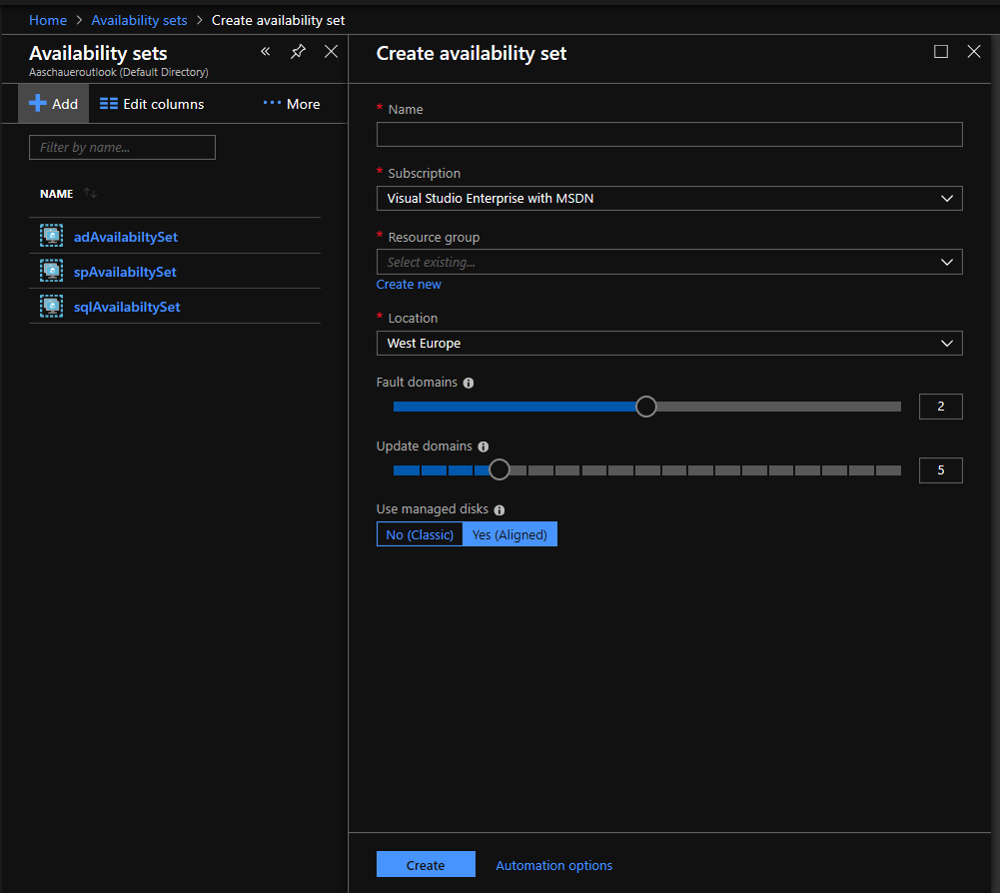 Home > Availability sets > Create availability set
Availability sets
Aaschaueroutlook (Default Directory)
Add Edit columns ··· More
Filter by name...
NAME
adAvailabiltySet
spAvailabiltySet
sqlAvailabiltySet
Create availability set
* Name
* Subscription
Visual Studio Enterprise with MSDN
* Resource group
Select existing...
Create new
* Location
West Europe
Fault domains
2
Update domains
5
Use managed disks
No (Classic) Yes (Aligned)
Create Automation options